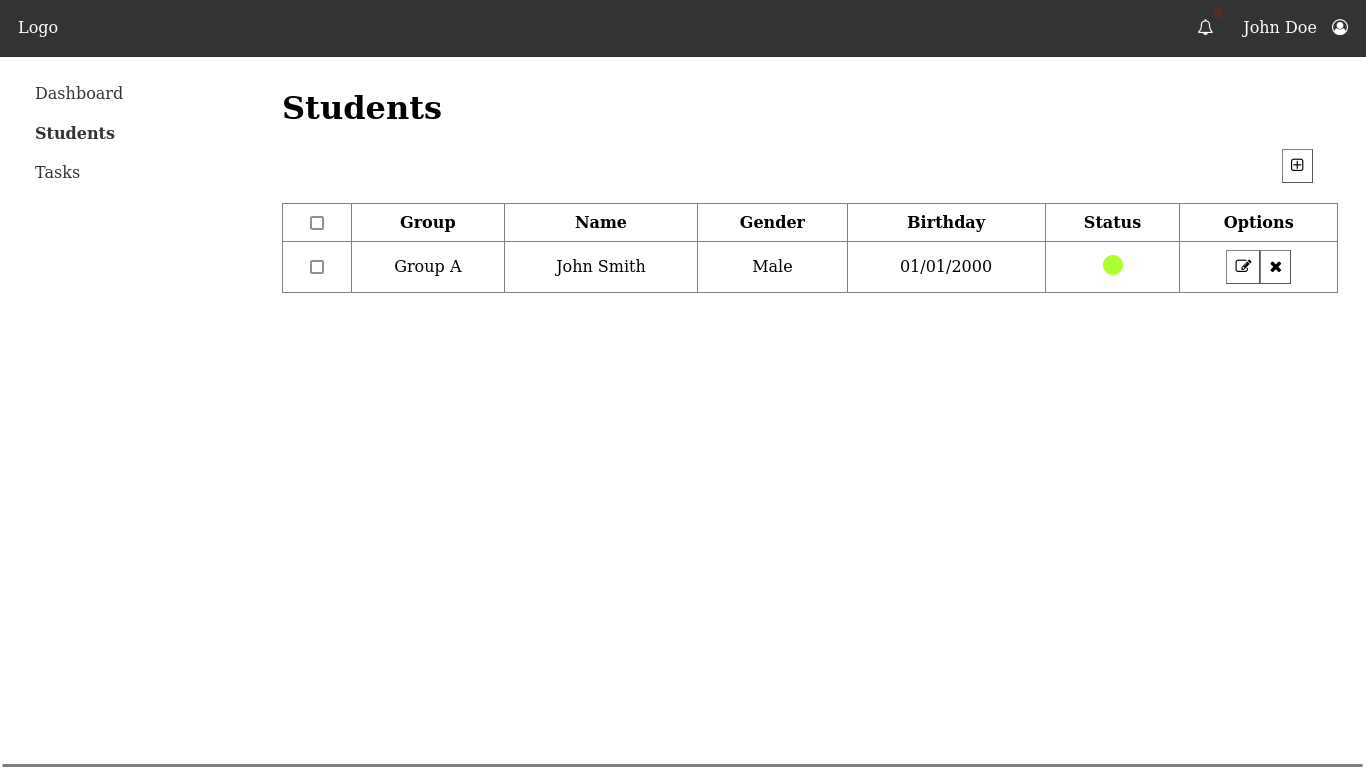 Logo
John Doe
Dashboard
Students
Tasks
Students
Group Name Gender Birthday Status Options
Group A John Smith Male 01/01/2000